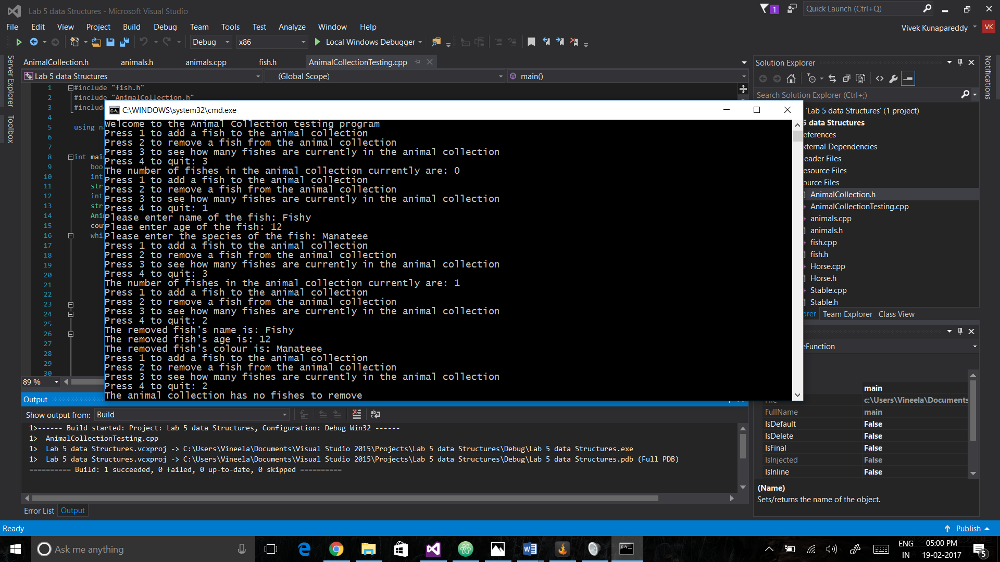 Lab 5 data Structures - Microsoft Visual Studio
1
Quick Launch (Ctrl+Q)
File Edit View Project Build Debug Team Tools Test Analyze Window Help
Vivek Kunapareddy VK
Debug x86 Local Windows Debugger
Server Explorer
Toolbox
AnimalCollection.h animals.h animals.cpp fish.h AnimalCollectionTesting.cpp
Lab 5 data Structures (Global Scope) main()
1 #include "fish.h"
2 #include "AnimalCollection.h"
3 #include
4
5 using na
6
7
8 int main
9 boo
10 int
11 stri
12 int
13 stri
14 Anim
15 cout
16 whil
17
18
19
20
21
22
23
24
25
26
27
28
29
30
89 %
C:\WINDOWS\system32\cmd.exe
Welcome to the Animal Collection testing program
Press 1 to add a fish to the animal collection
Press 2 to remove a fish from the animal collection
Press 3 to see how many fishes are currently in the animal collection
Press 4 to quit: 3
The number of fishes in the animal collection currently are: 0
Press 1 to add a fish to the animal collection
Press 2 to remove a fish from the animal collection
Press 3 to see how many fishes are currently in the animal collection
Press 4 to quit: 1
Please enter name of the fish: Fishy
Pleae enter age of the fish: 12
Please enter the species of the fish: Manateee
Press 1 to add a fish to the animal collection
Press 2 to remove a fish from the animal collection
Press 3 to see how many fishes are currently in the animal collection
Press 4 to quit: 3
The number of fishes in the animal collection currently are: 1
Press 1 to add a fish to the animal collection
Press 2 to remove a fish from the animal collection
Press 3 to see how many fishes are currently in the animal collection
Press 4 to quit: 2
The removed fish's name is: Fishy
The removed fish's age is: 12
The removed fish's colour is: Manateee
Press 1 to add a fish to the animal collection
Press 2 to remove a fish from the animal collection
Press 3 to see how many fishes are currently in the animal collection
Press 4 to quit: 2
The animal collection has no fishes to remove
Output
Show output from: Build
1>------ Build started: Project: Lab 5 data Structures, Configuration: Debug Win32 ------
1> AnimalCollectionTesting.cpp
1> Lab 5 data Structures.vcxproj -> C:\Users\Vineela\Documents\Visual Studio 2015\Projects\Lab 5 data Structures\Debug\Lab 5 data Structures.exe
1> Lab 5 data Structures.vcxproj -> C:\Users\Vineela\Documents\Visual Studio 2015\Projects\Lab 5 data Structures\Debug\Lab 5 data Structures.pdb (Full PDB)
========== Build: 1 succeeded, 0 failed, 0 up-to-date, 0 skipped ==========
Error List Output
Solution Explorer
Search Solution Explorer (Ctrl+;)
'Lab 5 data Structures' (1 project)
5 data Structures
eferences
xternal Dependencies
eader Files
esource Files
ource Files
AnimalCollection.h
AnimalCollectionTesting.cpp
animals.cpp
animals.h
fish.cpp
fish.h
Horse.cpp
Horse.h
Stable.cpp
Stable.h
orer Team Explorer Class View
eFunction
main
File c:\Users\Vineela\Documents
FullName main
IsDefault False
IsDelete False
IsFinal False
IsInjected False
IsInline False
(Name)
Sets/returns the name of the object.
Notifications
Ready
Publish
Ask me anything
ENG
IN
05:00 PM
19-02-2017
5